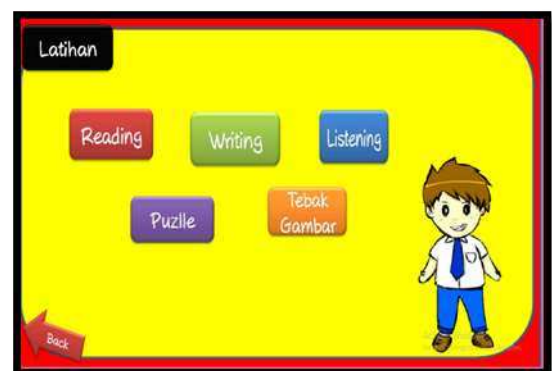 Latihan
Reading
Writing
Listening
Puzlle
Tebak
Gambar
Back